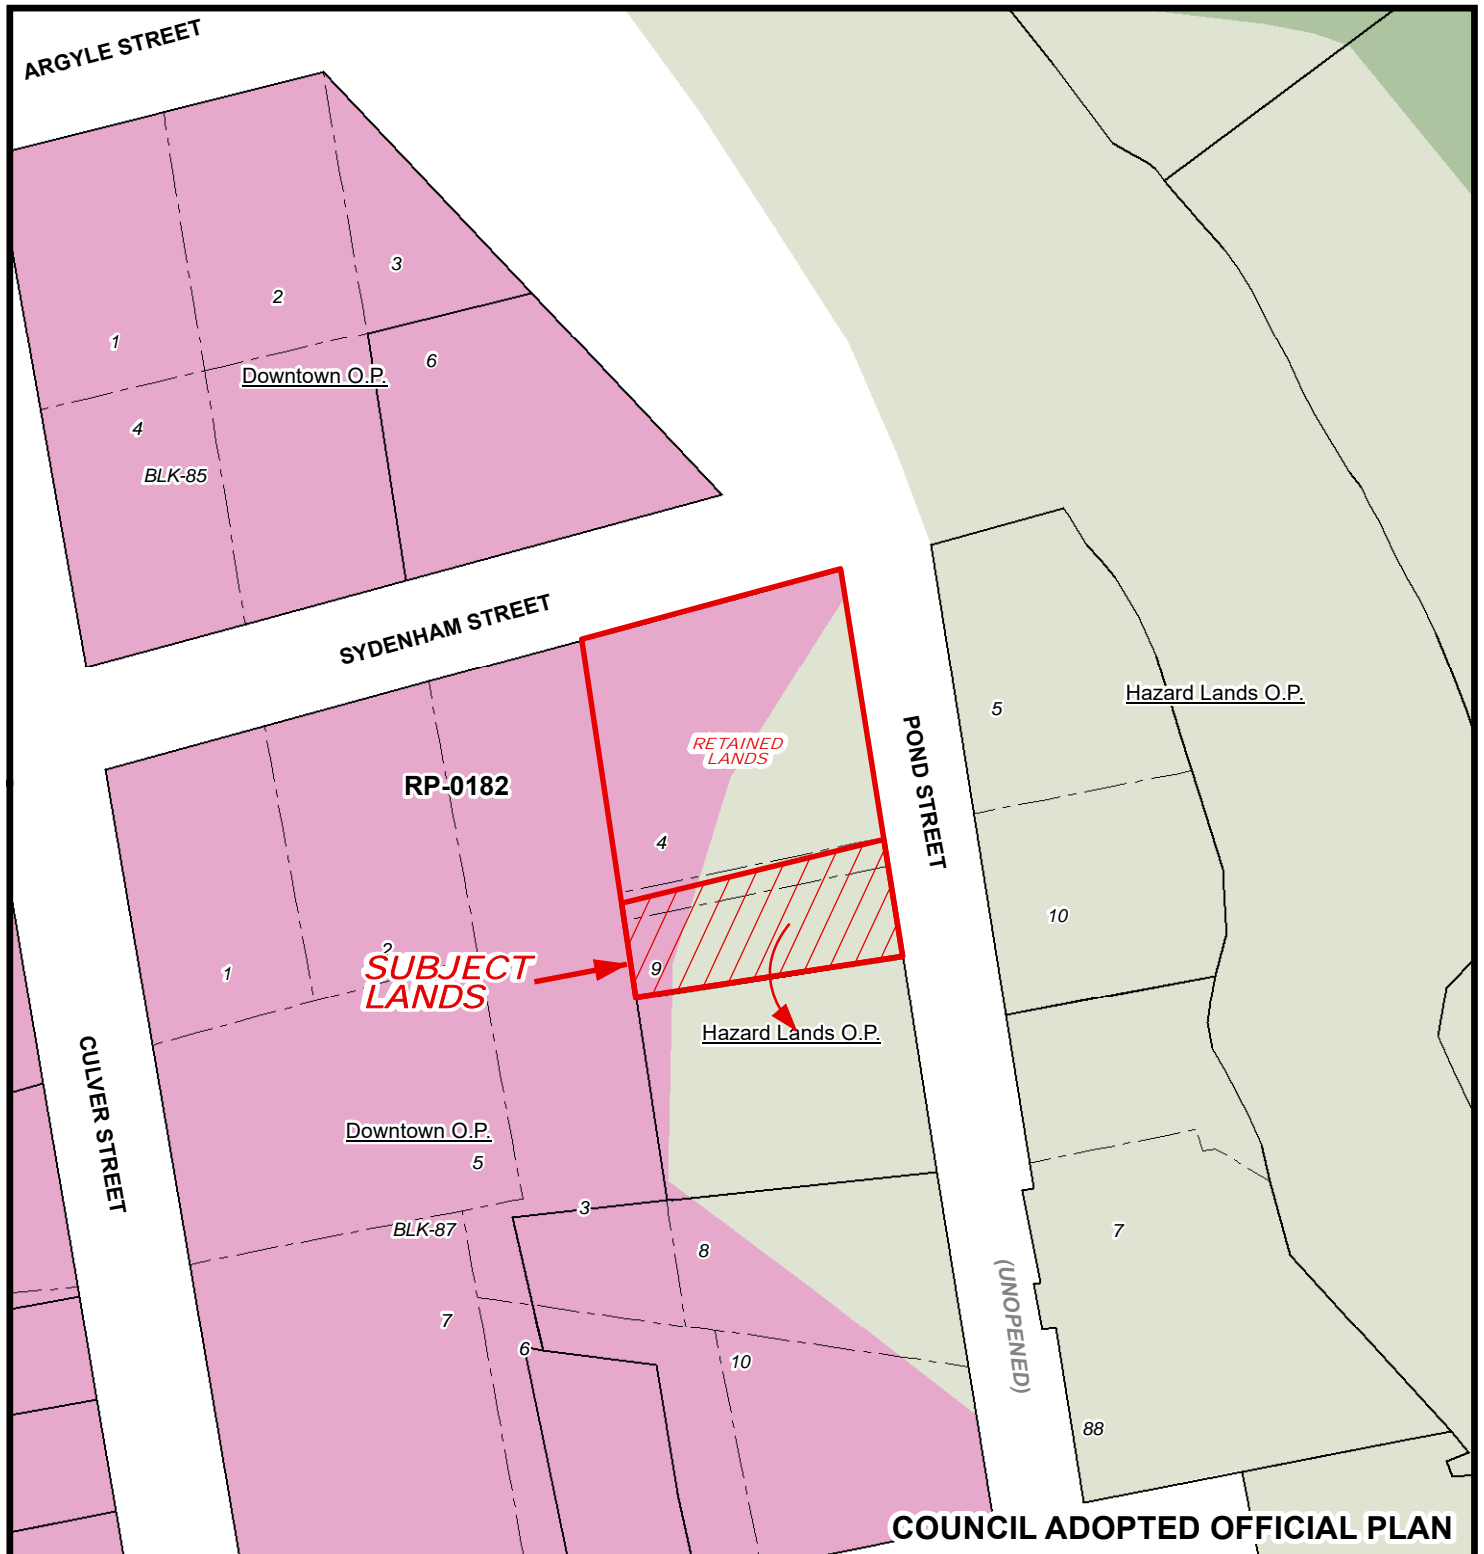 ARGYLE STREET
3
2
1
6
Downtown O.P.
4
BLK-85
SYDENHAM STREET
Hazard Lands O.P.
5
POND STREET
RETAINED
LANDS
RP-0182
4
10
2
SUBJECT
LANDS
9
1
Hazard Lands O.P.
CULVER STREET
Downtown O.P.
5
3
BLK-87
8
7
(UNOPENED)
7
6
10
88
COUNCIL ADOPTED OFFICIAL PLAN